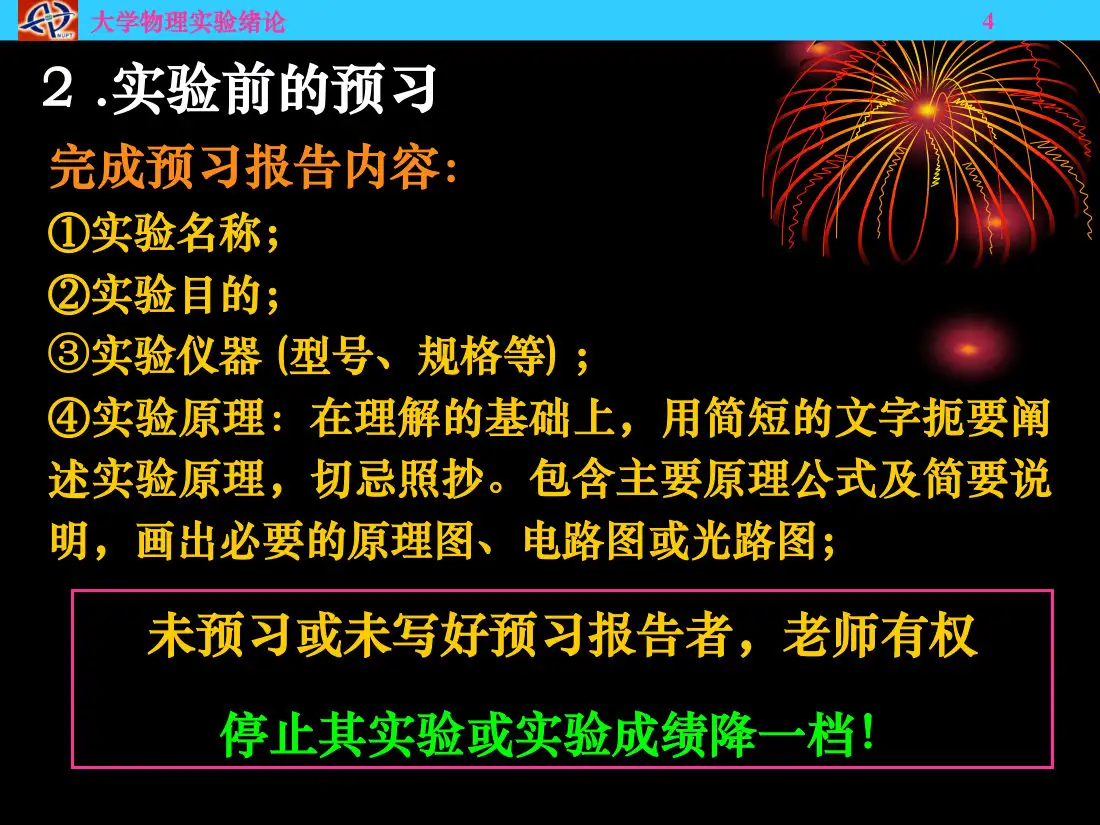 NUPT
大学物理实验绪论
4
２.实验前的预习
完成预习报告内容：
①实验名称；
②实验目的；
③实验仪器 (型号、规格等)；
④实验原理：在理解的基础上，用简短的文字扼要阐
述实验原理，切忌照抄。包含主要原理公式及简要说
明，画出必要的原理图、电路图或光路图；
未预习或未写好预习报告者，老师有权
停止其实验或实验成绩降一档！